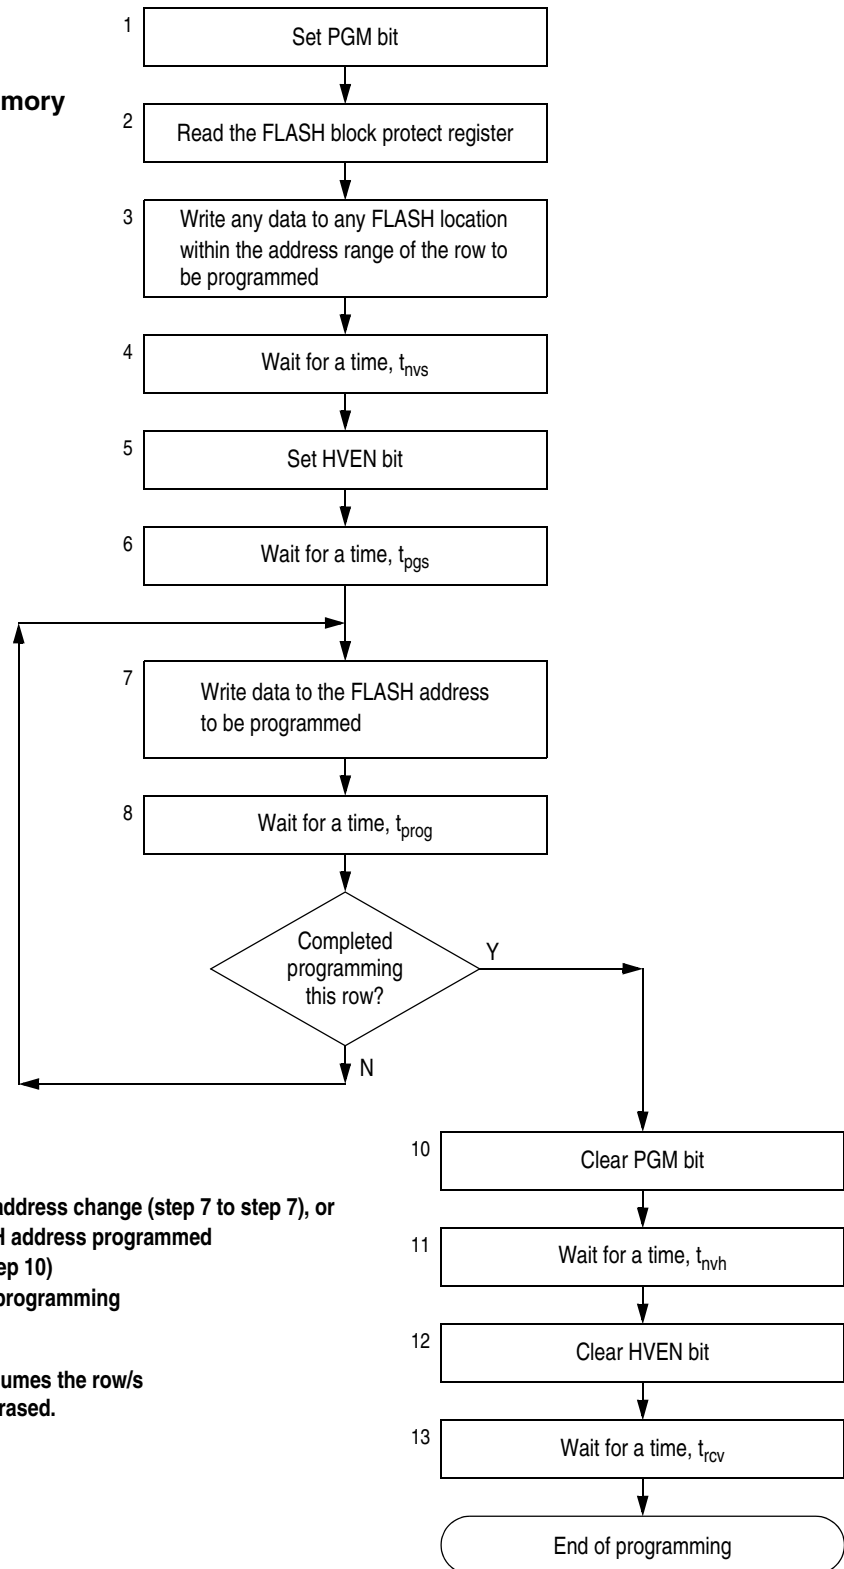 1
Set PGM bit
mory
2
Read the FLASH block protect register
3
Write any data to any FLASH location
within the address range of the row to
be programmed
4
Wait for a time, tnvs
5
Set HVEN bit
6
Wait for a time, tpgs
7
Write data to the FLASH address
to be programmed
8
Wait for a time, tprog
Completed
programming
this row?
Y
N
10
Clear PGM bit
address change (step 7 to step 7), or
H address programmed
ep 10)
programming
11
Wait for a time, tnvh
12
Clear HVEN bit
umes the row/s
rased.
13
Wait for a time, trcv
End of programming